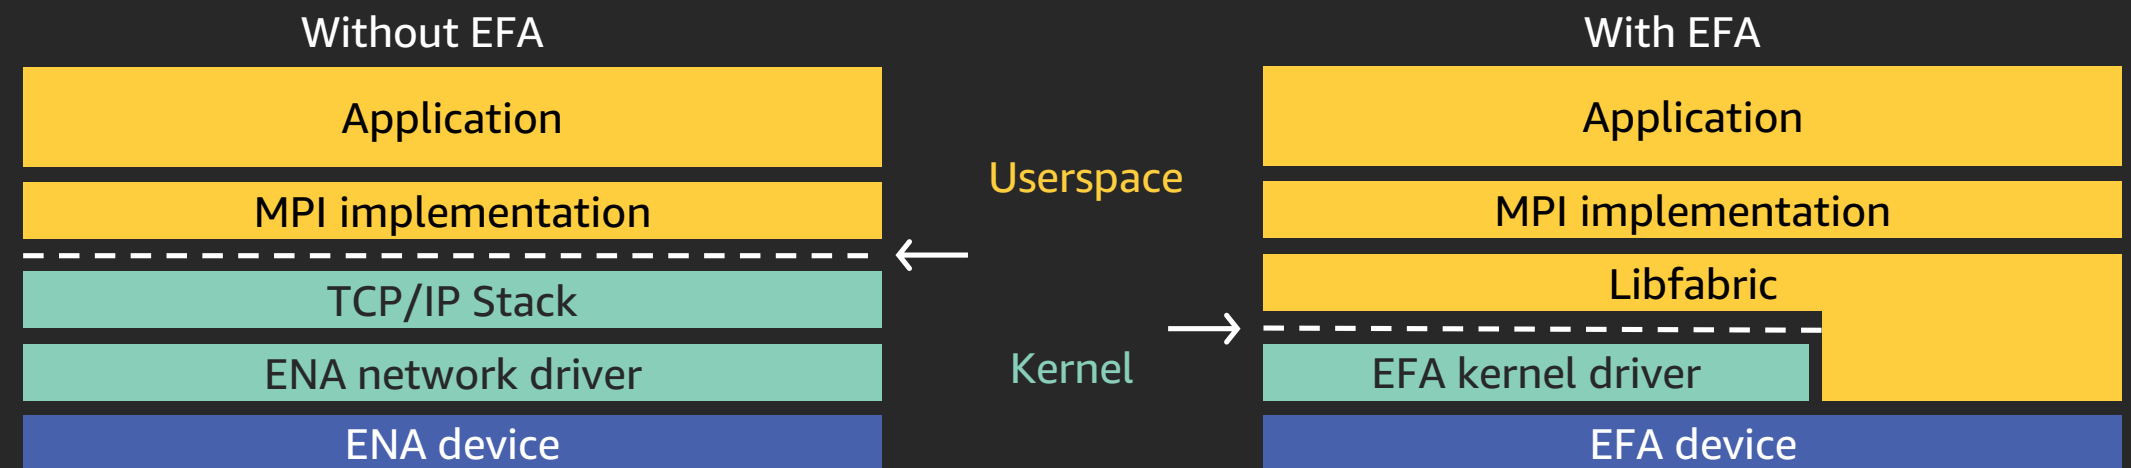 Without EFA
Application
MPI implementation
TCP/IP Stack
ENA network driver
ENA device
Userspace
Kernel
With EFA
Application
MPI implementation
Libfabric
EFA kernel driver
EFA device